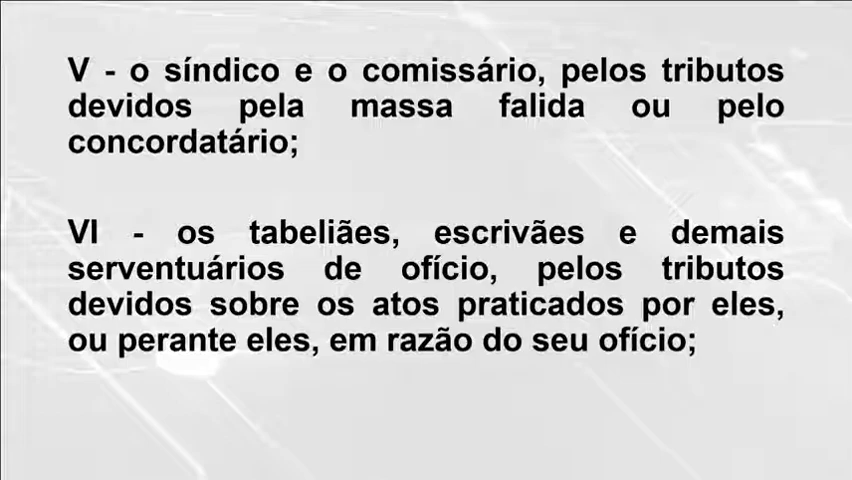 V - o síndico e o comissário, pelos tributos
devidos pela massa falida ou pelo
concordatário;
VI - os tabeliães, escrivães e demais
serventuários de ofício, pelos tributos
devidos sobre os atos praticados por eles,
ou perante eles, em razão do seu ofício;